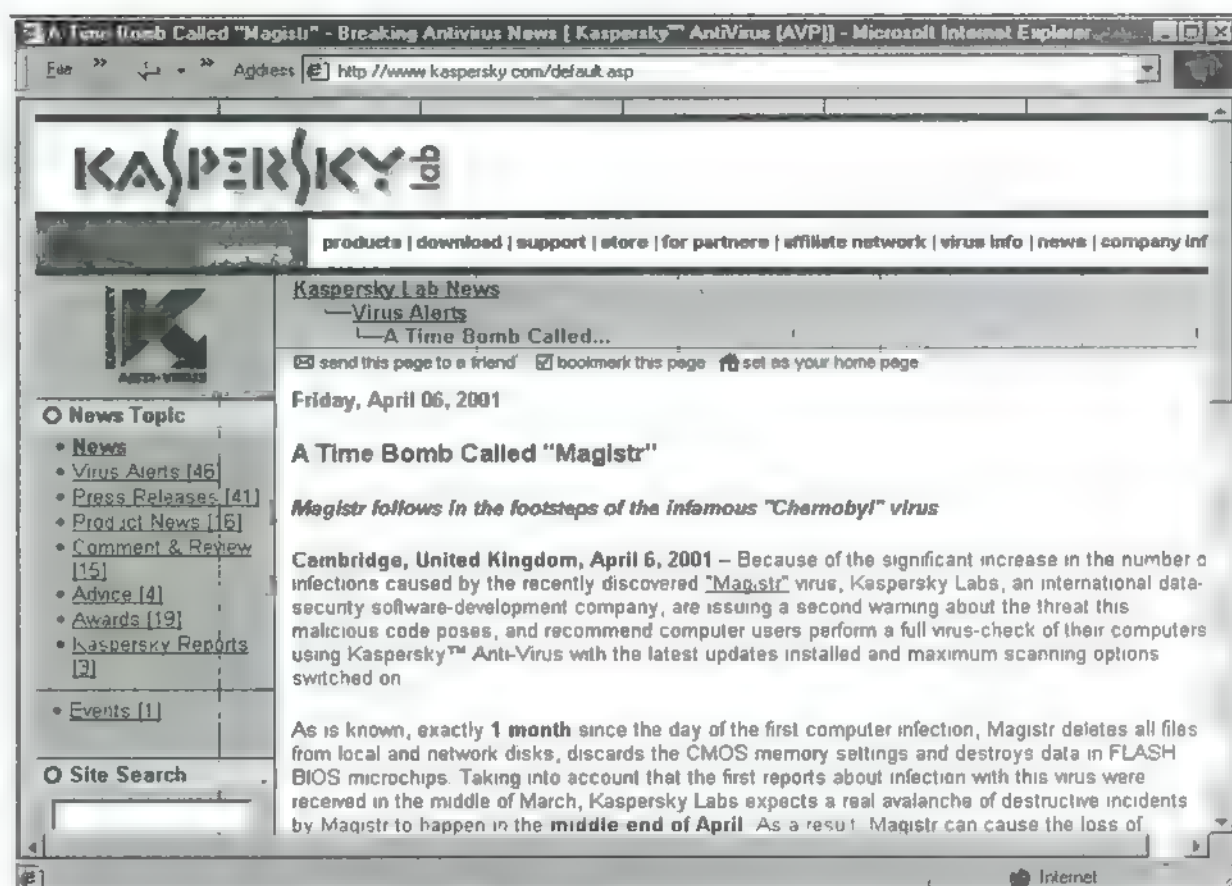 A Time Bomb Called "Magistr" - Breaking Antivirus News [ Kaspersky™ AntiVirus (AVP)] - Microsoft Internet Explorer
Address http //www kaspersky com/default.asp
KASPERSKY lab
products | download | support | store | for partners | affiliate network | virus info | news | company inf
KASPERSKY
ANTI-VIRUS
Kaspersky Lab News
Virus Alerts
A Time Bomb Called...
send this page to a friend bookmark this page set as your home page
News Topic
• News
• Virus Alerts [46]
• Press Releases [41]
• Product News [16]
• Comment & Review
[15]
• Advice [4]
• Awards [19]
• Kaspersky Reports
[3]
• Events [1]
Site Search
Friday, April 06, 2001
A Time Bomb Called "Magistr"
Magistr follows in the footsteps of the infamous "Chernobyl" virus
Cambridge, United Kingdom, April 6, 2001 – Because of the significant increase in the number o
infections caused by the recently discovered "Magistr" virus, Kaspersky Labs, an international data-
security software-development company, are issuing a second warning about the threat this
malicious code poses, and recommend computer users perform a full virus-check of their computers
using Kaspersky™ Anti-Virus with the latest updates installed and maximum scanning options
switched on
As is known, exactly 1 month since the day of the first computer infection, Magistr deletes all files
from local and network disks, discards the CMOS memory settings and destroys data in FLASH
BIOS microchips. Taking into account that the first reports about infection with this virus were
received in the middle of March, Kaspersky Labs expects a real avalanche of destructive incidents
by Magistr to happen in the middle end of April As a result Magistr can cause the loss of
Internet